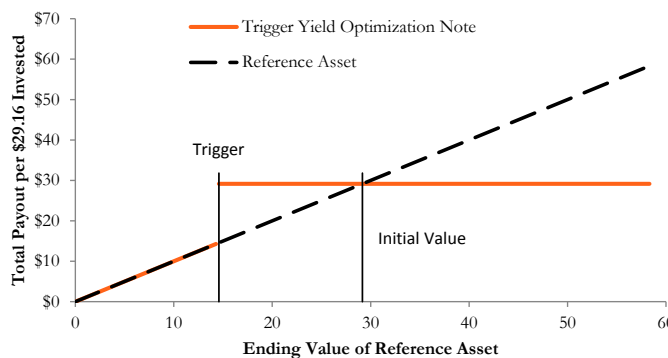 Trigger Yield Optimization Note
Reference Asset
Total Payout per $29.16 Invested
$70
$60
$50
$40
$30
$20
$10
$0
Trigger
Initial Value
0
10
20
30
40
50
60
Ending Value of Reference Asset